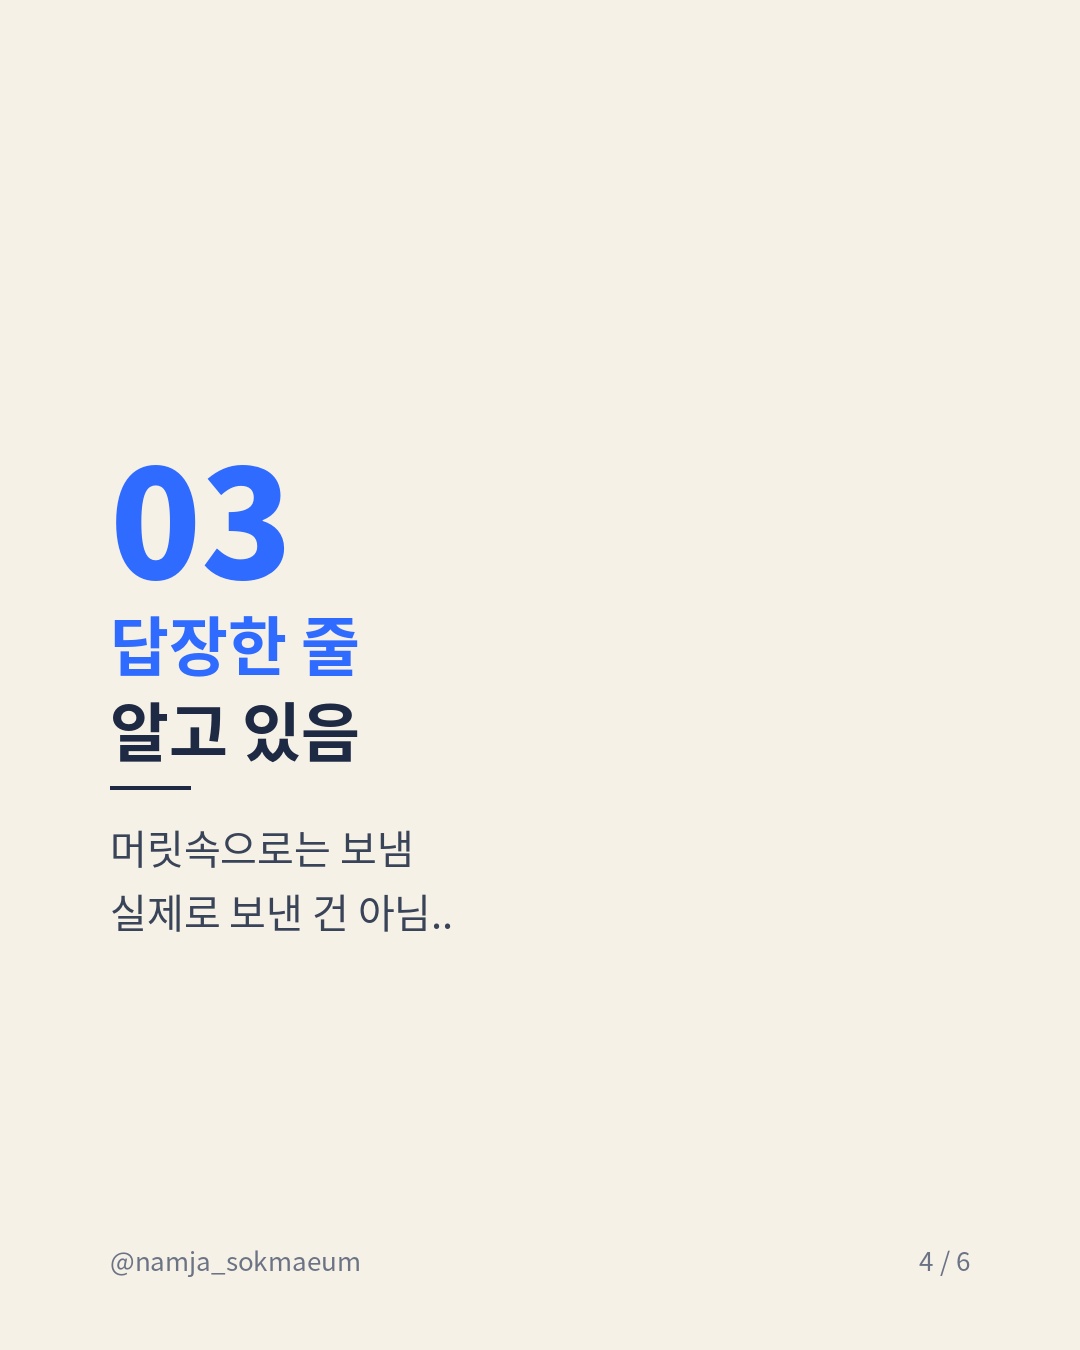 03
답장한 줄
알고 있음
머릿속으로는 보냄
실제로 보낸 건 아님..
@namja_sokmaeum
4 / 6